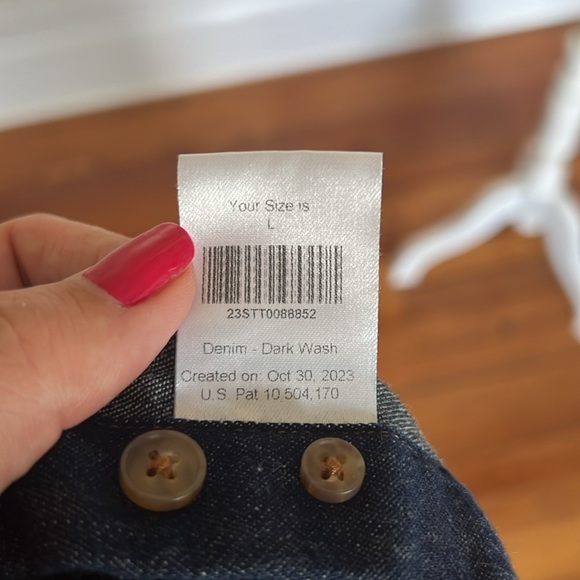 Your Size is
L
23STT0088852
Denim - Dark Wash
Created on: Oct 30, 2023
U.S. Pat 10,504,170